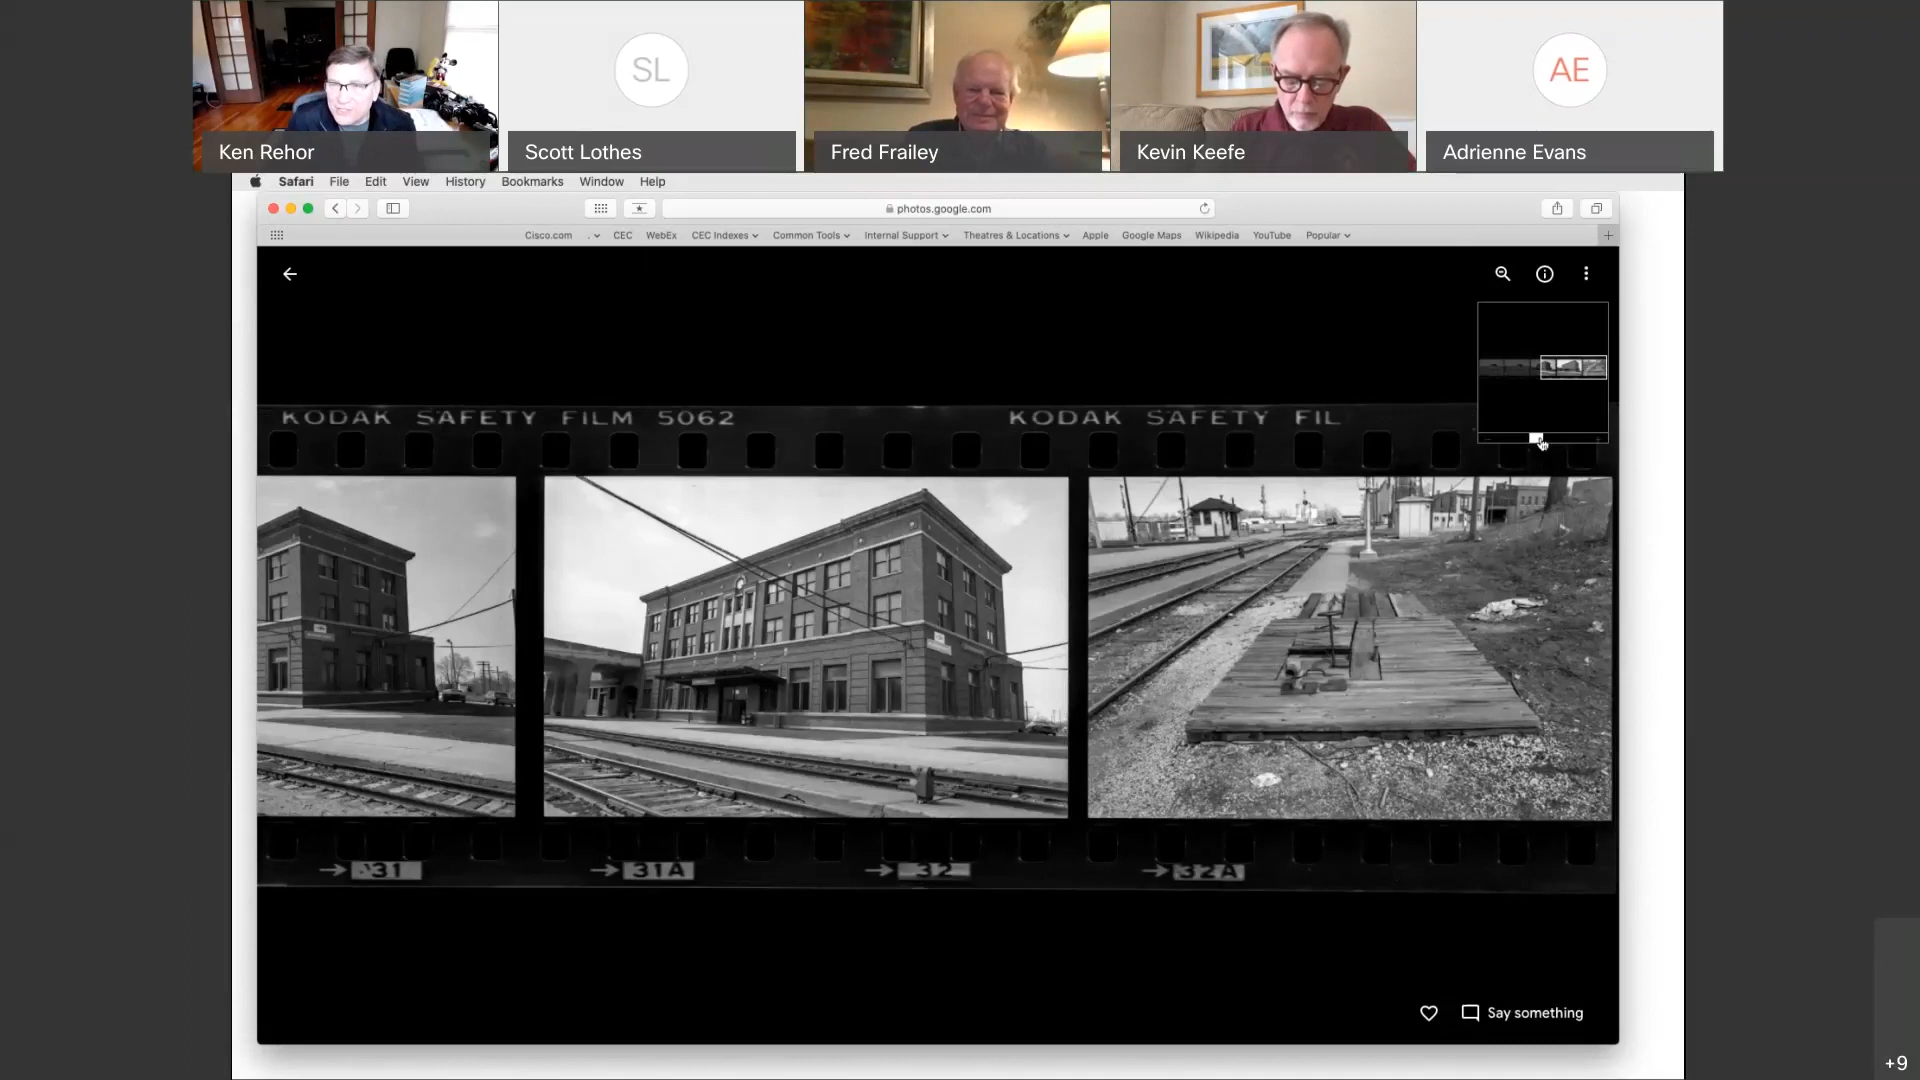 SL
AE
Ken Rehor
Scott Lothes
Fred Frailey
Kevin Keefe
Adrienne Evans
Safari File Edit View History Bookmarks Window Help
photos.google.com
Cisco.com . CEC WebEx CEC Indexes Common Tools Internal Support Theatres & Locations Apple Google Maps Wikipedia YouTube Popular
KODAK SAFETY FILM 5062 KODAK SAFETY FIL
31 31A 32 32A
Say something
+9